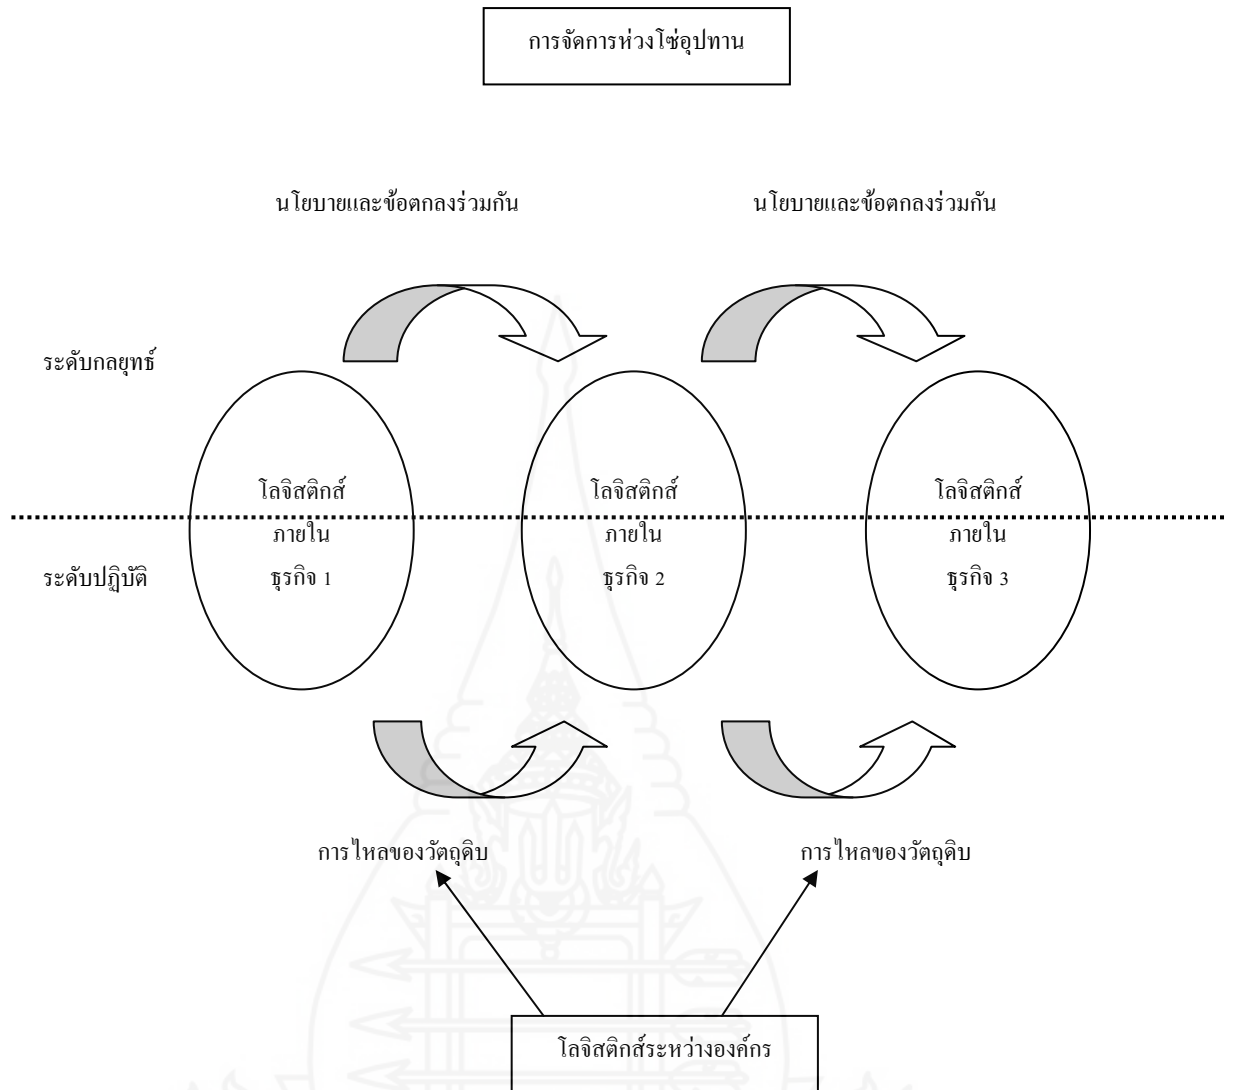 การจัดการห่วงโซ่อุปทาน
นโยบายและข้อตกลงร่วมกัน
นโยบายและข้อตกลงร่วมกัน
ระดับกลยุทธ์
โลจิสติกส์
ภายใน
ธุรกิจ 1
โลจิสติกส์
ภายใน
ธุรกิจ 2
โลจิสติกส์
ภายใน
ธุรกิจ 3
ระดับปฏิบัติ
การไหลของวัตถุดิบ
การไหลของวัตถุดิบ
โลจิสติกส์ระหว่างองค์กร